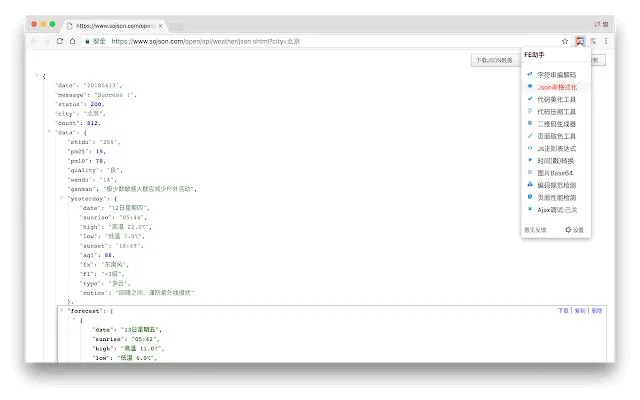 https://www.sojson.com/open/
您
安全 https://www.sojson.com/open/api/weather/json.shtml?city=北京
下载JSON数据
FE助手
字符串编解码
Json串格式化
代码美化工具
代码压缩工具
二维码生成器
页面取色工具
Js正则表达式
时间(戳)转换
图片Base64
编码规范检测
页面性能检测
Ajax调试:已关
意见反馈 设置
{
"date": "20180413",
"message": "Success !",
"status": 200,
"city": "北京",
"count": 812,
"data": {
"shidu": "25%",
"pm25": 15,
"pm10": 78,
"quality": "良",
"wendu": "14",
"ganmao": "极少数敏感人群应减少户外活动",
"yesterday": {
"date": "12日星期四",
"sunrise": "05:44",
"high": "高温 22.0℃",
"low": "低温 7.0℃",
"sunset": "18:49",
"aqi": 88,
"fx": "东南风",
"fl": "<3级",
"type": "多云",
"notice": "阴晴之间，谨防紫外线侵扰"
},
"forecast": [
下载 | 复制 | 删除
{
"date": "13日星期五",
"sunrise": "05:42",
"high": "高温 11.0℃",
"low": "低温 6.0℃",